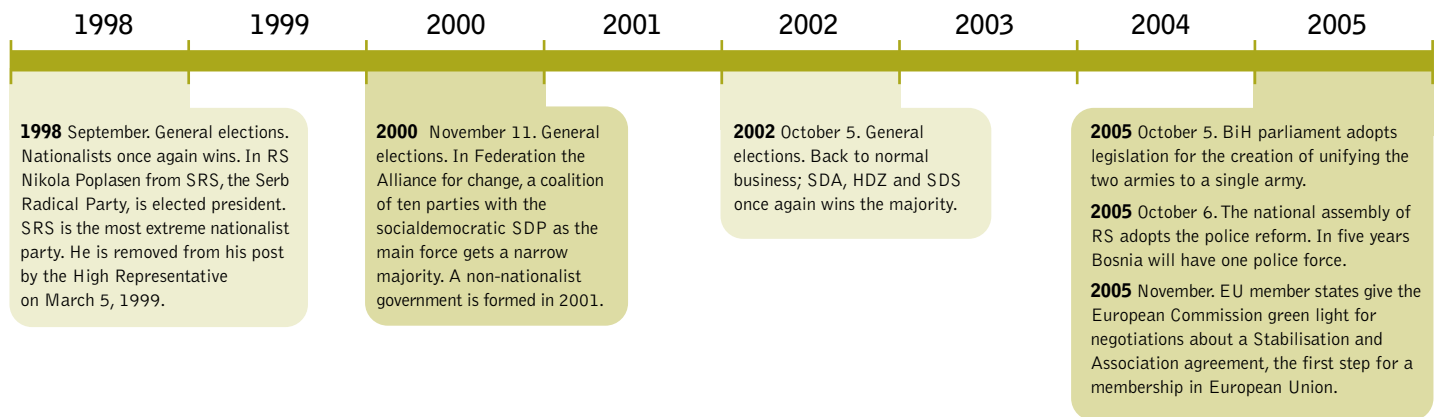 1998 1999 2000 2001 2002 2003 2004 2005
1998 September. General elections.
Nationalists once again wins. In RS
Nikola Poplasen from SRS, the Serb
Radical Party, is elected president.
SRS is the most extreme nationalist
party. He is removed from his post
by the High Representative
on March 5, 1999.
2000 November 11. General
elections. In Federation the
Alliance for change, a coalition
of ten parties with the
socialdemocratic SDP as the
main force gets a narrow
majority. A non-nationalist
government is formed in 2001.
2002 October 5. General
elections. Back to normal
business; SDA, HDZ and SDS
once again wins the majority.
2005 October 5. BiH parliament adopts
legislation for the creation of unifying the
two armies to a single army.
2005 October 6. The national assembly of
RS adopts the police reform. In five years
Bosnia will have one police force.
2005 November. EU member states give the
European Commission green light for
negotiations about a Stabilisation and
Association agreement, the first step for a
membership in European Union.